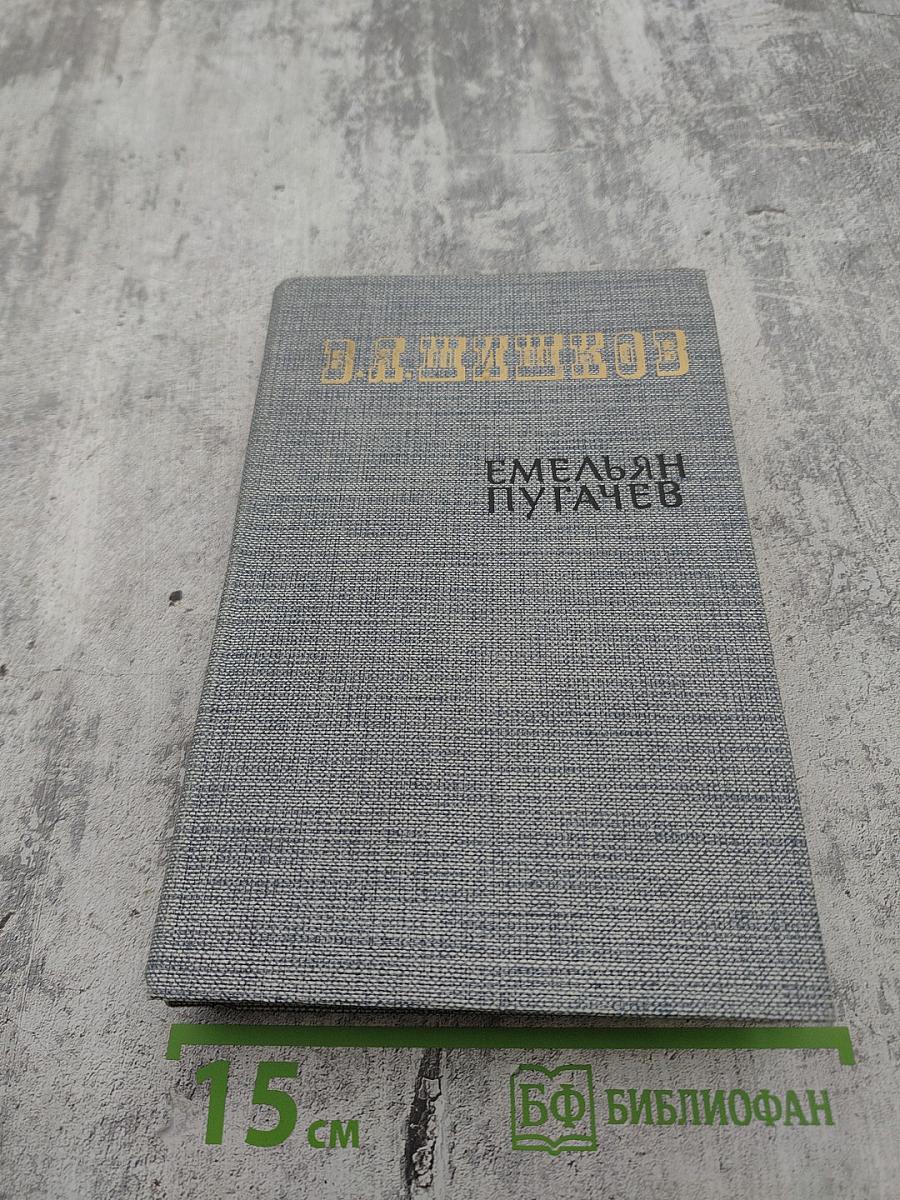 В.Я.ШИШКОВ
ЕМЕЛЬЯН
ПУГАЧЕВ
15 см
БФ БИБЛИОФАН